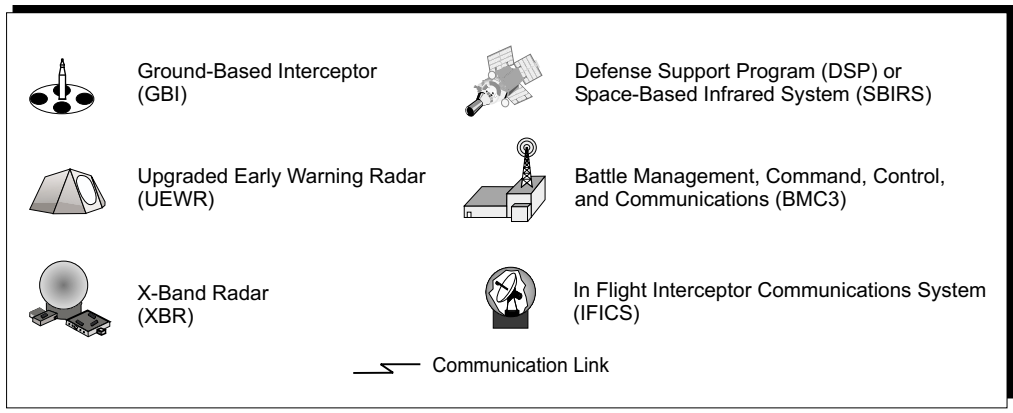 Ground-Based Interceptor
(GBI)
Defense Support Program (DSP) or
Space-Based Infrared System (SBIRS)
Upgraded Early Warning Radar
(UEWR)
Battle Management, Command, Control,
and Communications (BMC3)
X-Band Radar
(XBR)
In Flight Interceptor Communications System
(IFICS)
Communication Link